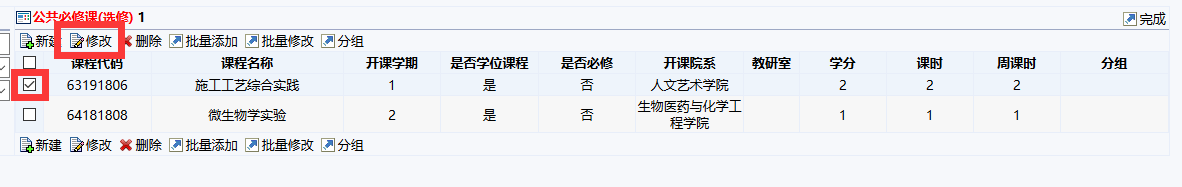 公共必修课(选修) 1
完成
新建 修改 删除 批量添加 批量修改 分组
课程代码 课程名称 开课学期 是否学位课程 是否必修 开课院系 教研室 学分 课时 周课时 分组
63191806 施工工艺综合实践 1 是 否 人文艺术学院 2 2 2
64181808 微生物学实验 2 是 否 生物医药与化学工
程学院 1 1 1
新建 修改 删除 批量添加 批量修改 分组